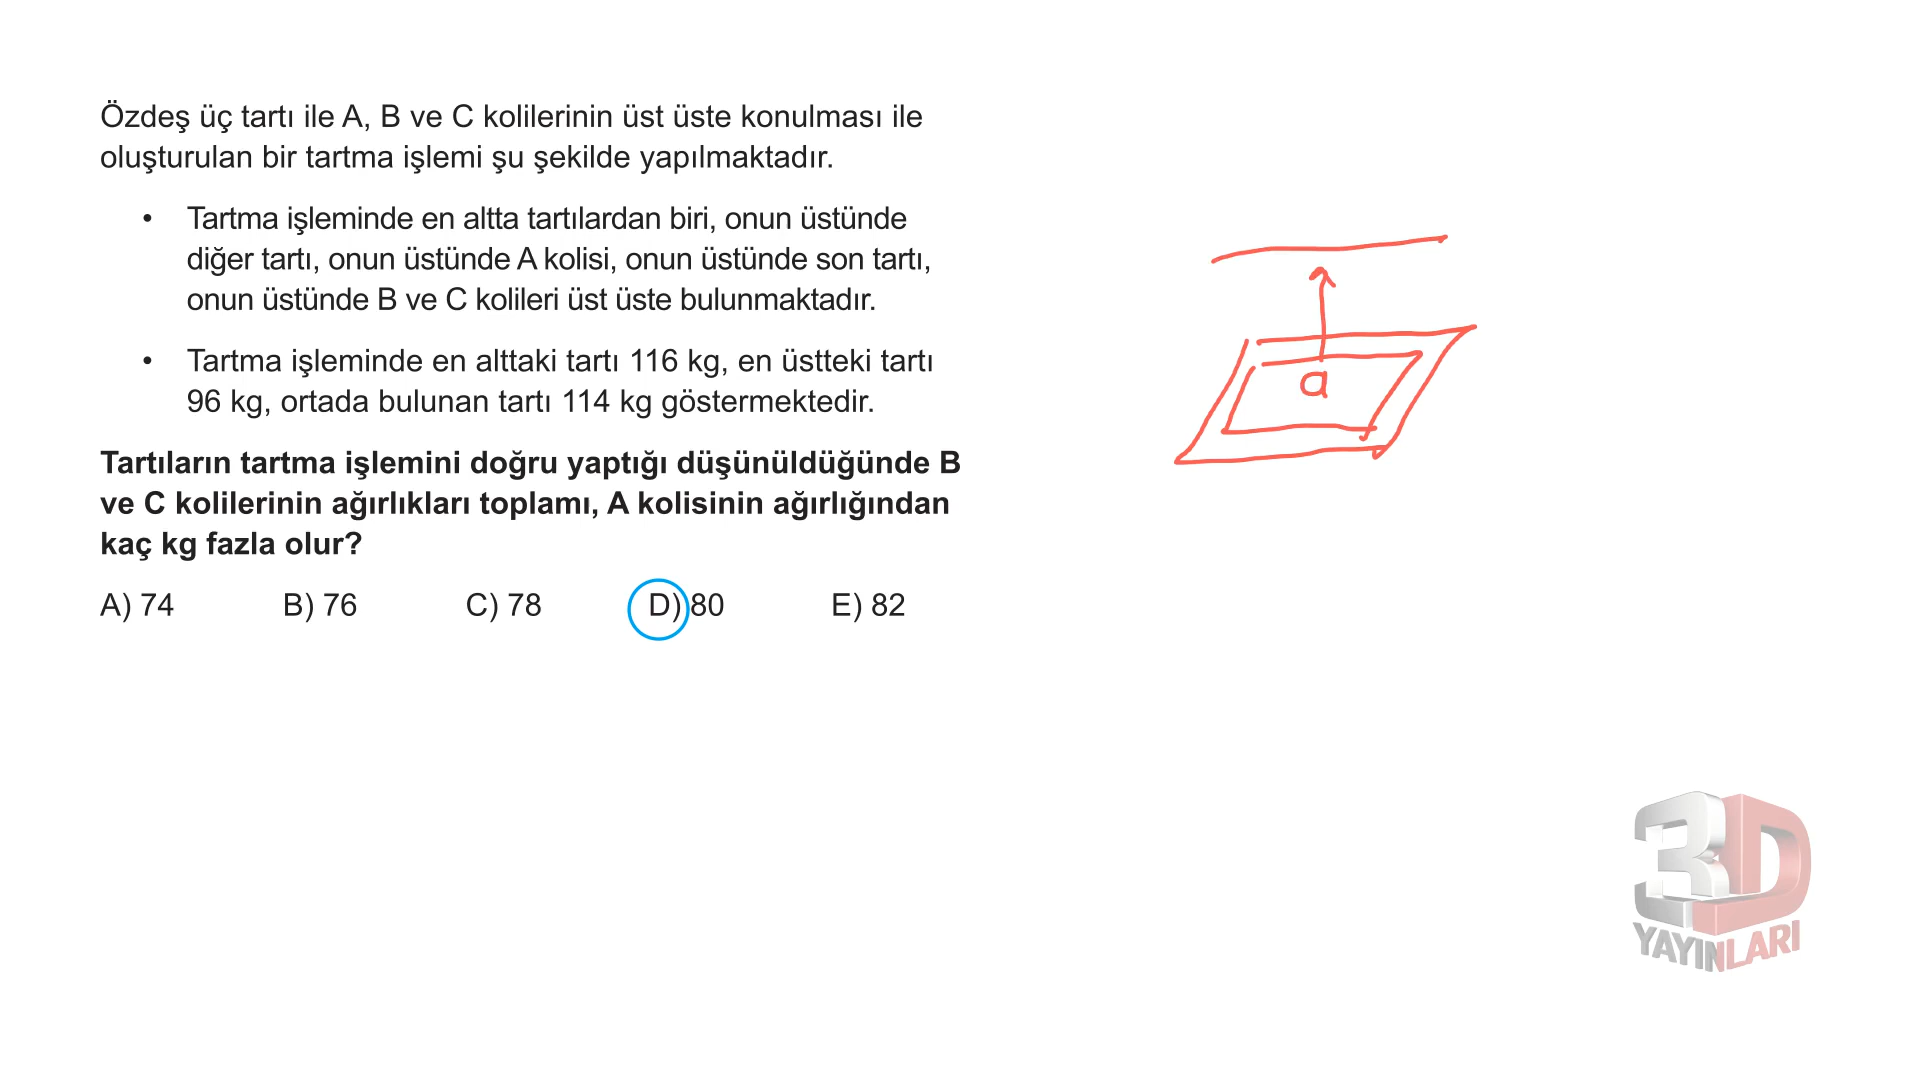 Özdeş üç tartı ile A, B ve C kolilerinin üst üste konulması ile
oluşturulan bir tartma işlemi şu şekilde yapılmaktadır.
• Tartma işleminde en altta tartılardan biri, onun üstünde
diğer tartı, onun üstünde A kolisi, onun üstünde son tartı,
onun üstünde B ve C kolileri üst üste bulunmaktadır.
• Tartma işleminde en alttaki tartı 116 kg, en üstteki tartı
96 kg, ortada bulunan tartı 114 kg göstermektedir.
Tartıların tartma işlemini doğru yaptığı düşünüldüğünde B
ve C kolilerinin ağırlıkları toplamı, A kolisinin ağırlığından
kaç kg fazla olur?
A) 74 B) 76 C) 78 D) 80 E) 82
a
3D
YAYINLARI